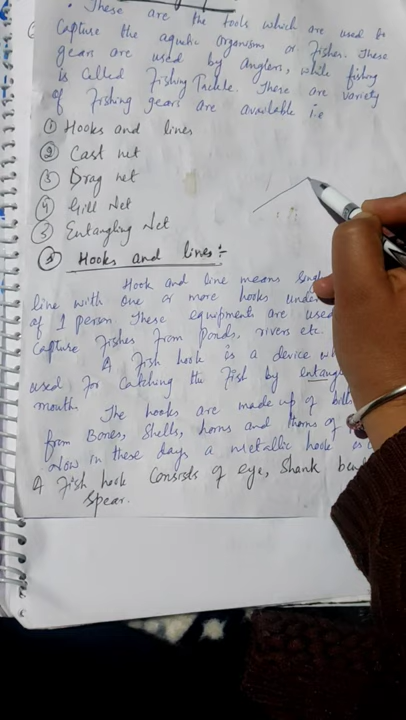 • These are the tools which are used to
Capture the aquatic organisms or Fishes. These
gears are used by anglers, while fishing
is called Fishing Tackle. There are variety
of Fishing gears are available i.e
① Hooks and lines
② Cast net
③ Drag net
④ Gill Net
⑤ Entangling Net
① Hooks and lines :-
Hook and line means single
line with one or more hooks under
of 1 person These equipments are used
Capture Fishes From Ponds, rivers etc.
A Fish hook is a device
used For Catching the Fish by entang
mouth.
The hooks are made up of
From Bones, Shells, horns and thorns of
Now in these days a metallic hook is
A Fish hook Consists of eye, Shank bend
Spear.